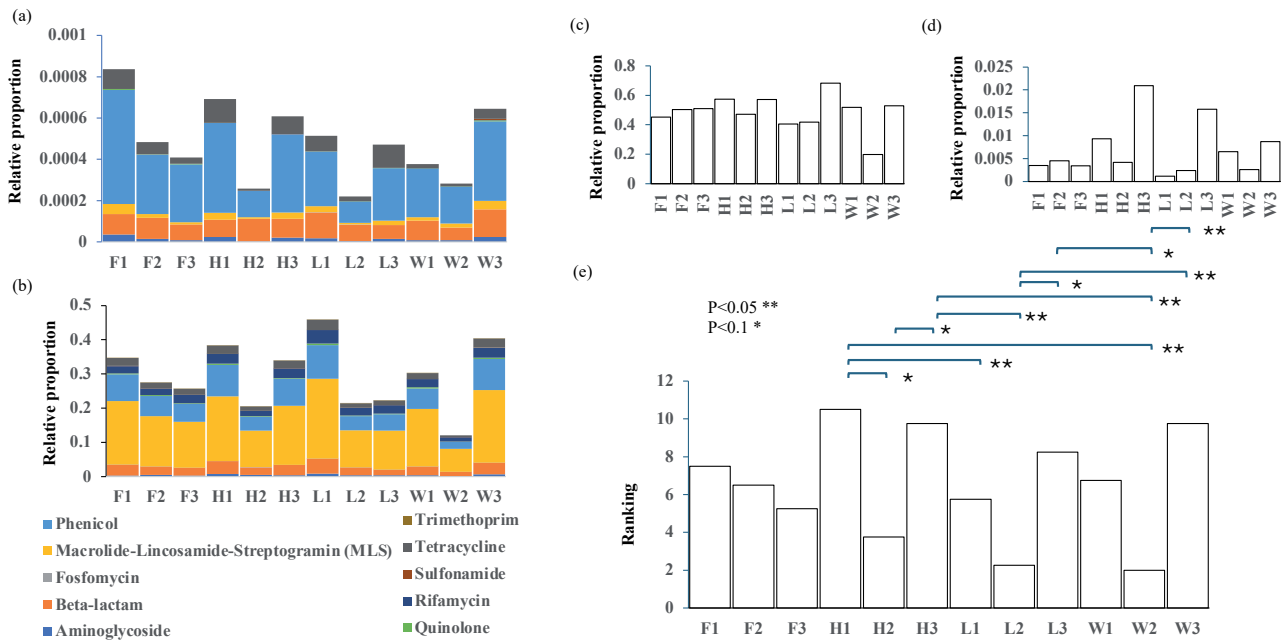 (a)
Relative proportion
0.001
0.0008
0.0006
0.0004
0.0002
0
F1 F2 F3 H1 H2 H3 L1 L2 L3 W1 W2 W3
(b)
Relative proportion
0.5
0.4
0.3
0.2
0.1
0
F1 F2 F3 H1 H2 H3 L1 L2 L3 W1 W2 W3
Phenicol
Macrolide-Lincosamide-Streptogramin (MLS)
Fosfomycin
Beta-lactam
Aminoglycoside
Trimethoprim
Tetracycline
Sulfonamide
Rifamycin
Quinolone
(c)
Relative proportion
0.8
0.6
0.4
0.2
0
F1 F2 F3 H1 H2 H3 L1 L2 L3 W1 W2 W3
(d)
Relative proportion
0.025
0.02
0.015
0.01
0.005
0
F1 F2 F3 H1 H2 H3 L1 L2 L3 W1 W2 W3
(e)
P<0.05 **
P<0.1 *
**
*
**
*
**
**
*
**
**
*
Ranking
12
10
8
6
4
2
0
F1 F2 F3 H1 H2 H3 L1 L2 L3 W1 W2 W3